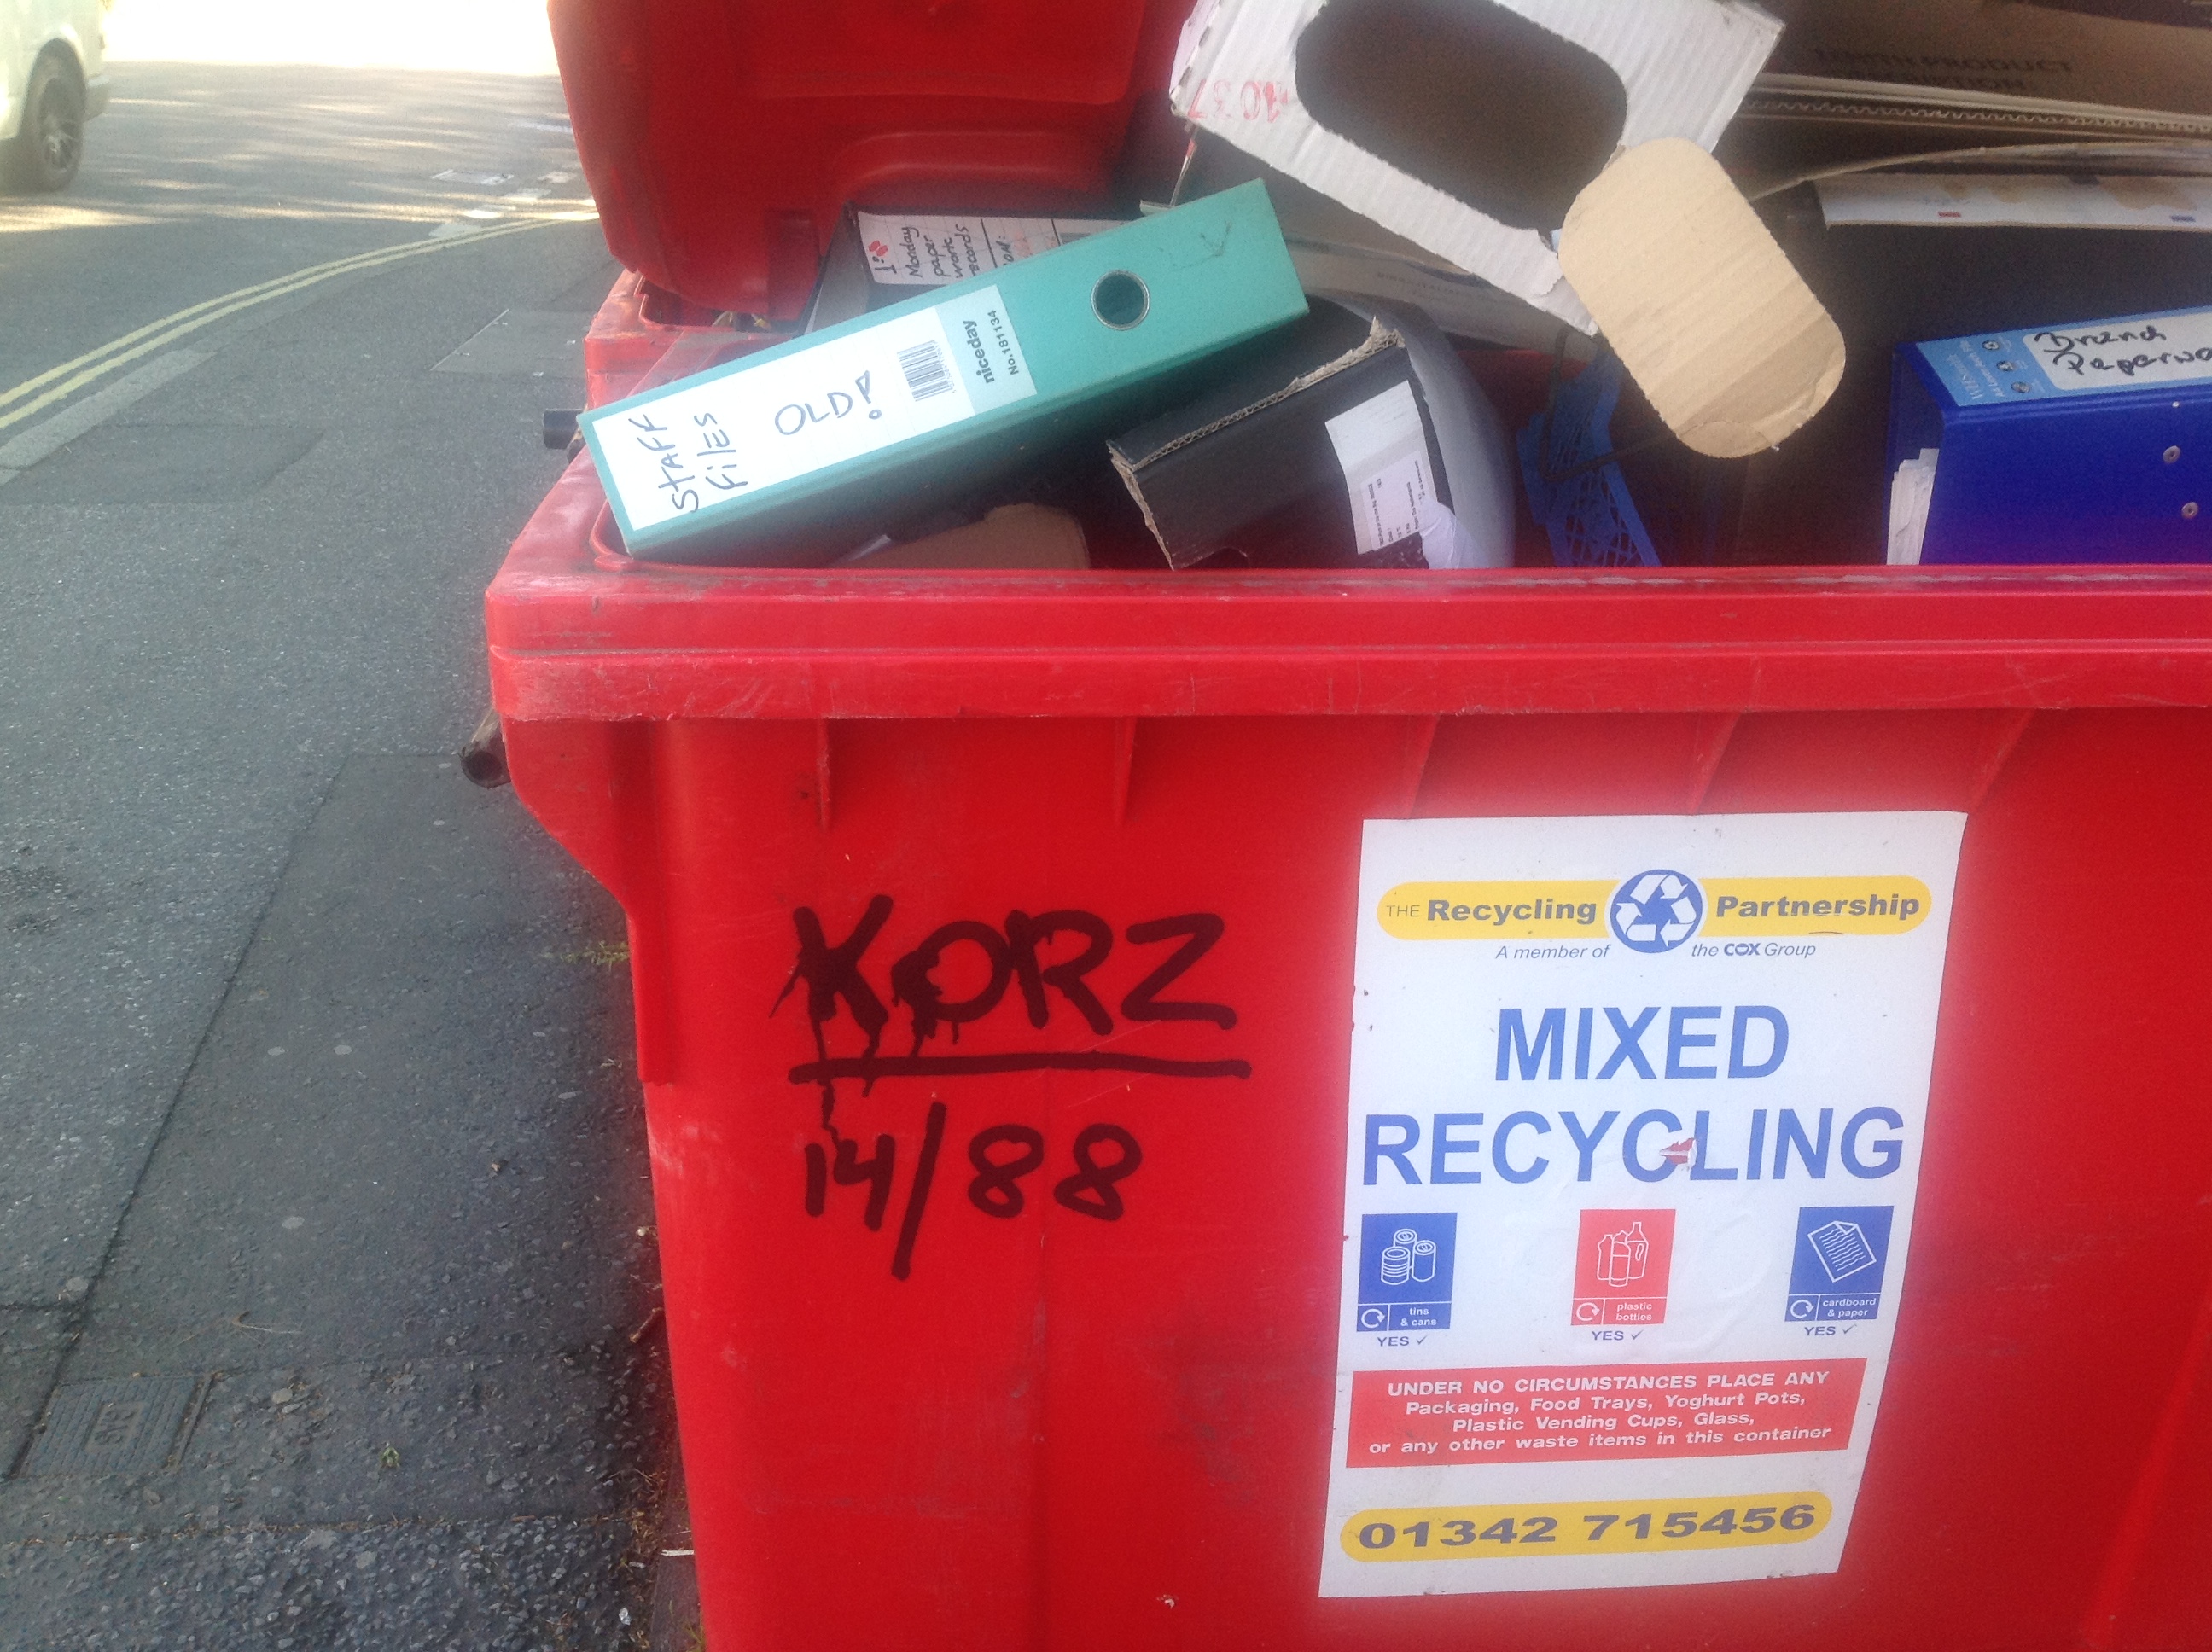 Monday
paper
work
records
STAFF
FILES
OLD!
niceday
No.181134
Brand
KORZ
14/88
THE Recycling Partnership
A member of the COX Group
MIXED
RECYCLING
tins
& cans
YES ✓
plastic
bottles
YES ✓
cardboard
& paper
YES ✓
UNDER NO CIRCUMSTANCES PLACE ANY
Packaging, Food Trays, Yoghurt Pots,
Plastic Vending Cups, Glass,
or any other waste items in this container
01342 715456